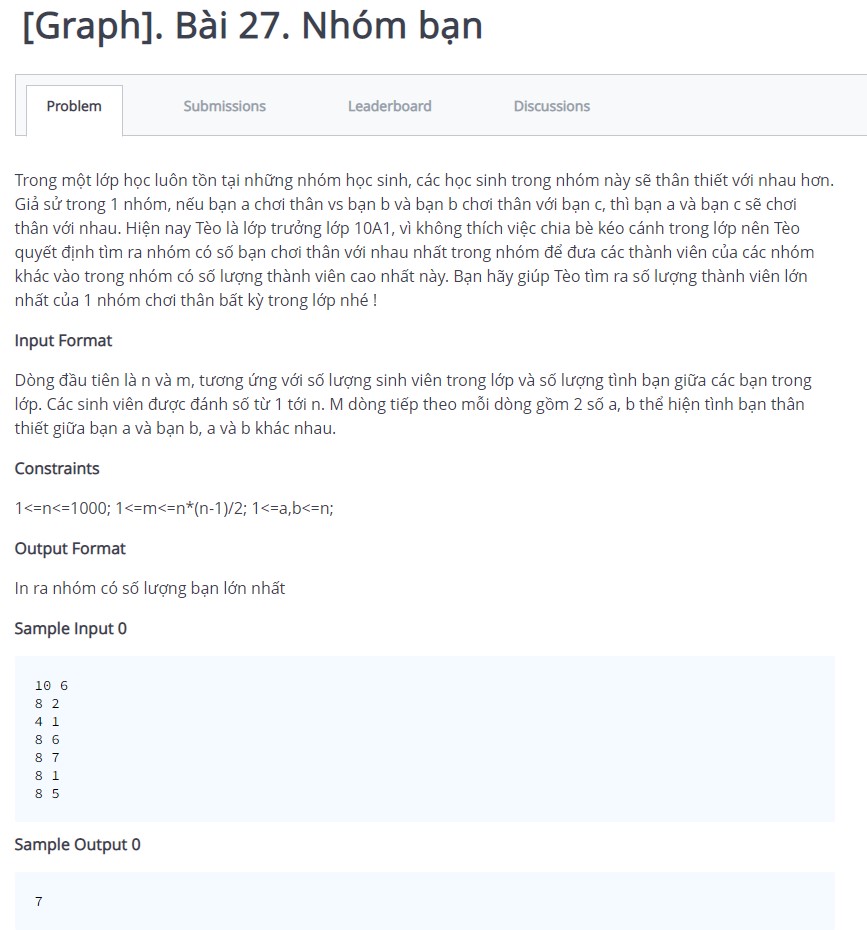 [Graph]. Bài 27. Nhóm bạn
Problem Submissions Leaderboard Discussions
Trong một lớp học luôn tồn tại những nhóm học sinh, các học sinh trong nhóm này sẽ thân thiết với nhau hơn.
Giả sử trong 1 nhóm, nếu bạn a chơi thân vs bạn b và bạn b chơi thân với bạn c, thì bạn a và bạn c sẽ chơi
thân với nhau. Hiện nay Tèo là lớp trưởng lớp 10A1, vì không thích việc chia bè kéo cánh trong lớp nên Tèo
quyết định tìm ra nhóm có số bạn chơi thân với nhau nhất trong nhóm để đưa các thành viên của các nhóm
khác vào trong nhóm có số lượng thành viên cao nhất này. Bạn hãy giúp Tèo tìm ra số lượng thành viên lớn
nhất của 1 nhóm chơi thân bất kỳ trong lớp nhé !
Input Format
Dòng đầu tiên là n và m, tương ứng với số lượng sinh viên trong lớp và số lượng tình bạn giữa các bạn trong
lớp. Các sinh viên được đánh số từ 1 tới n. M dòng tiếp theo mỗi dòng gồm 2 số a, b thể hiện tình bạn thân
thiết giữa bạn a và bạn b, a và b khác nhau.
Constraints
1<=n<=1000; 1<=m<=n*(n-1)/2; 1<=a,b<=n;
Output Format
In ra nhóm có số lượng bạn lớn nhất
Sample Input 0
10 6
8 2
4 1
8 6
8 7
8 1
8 5
Sample Output 0
7